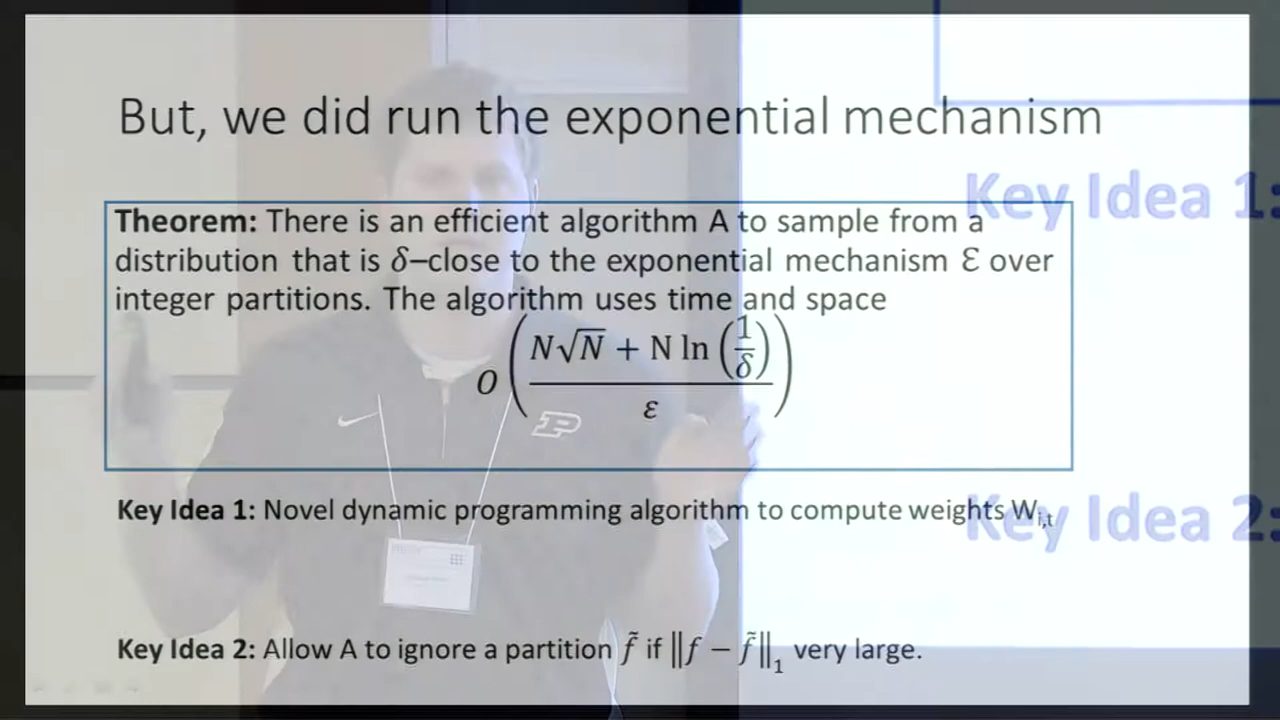 But, we did run the exponential mechanism
Key Idea 1:
Theorem: There is an efficient algorithm A to sample from a
distribution that is δ–close to the exponential mechanism ℇ over
integer partitions. The algorithm uses time and space
O((N√N + N ln(1/δ))/ε)
Key Idea 1: Novel dynamic programming algorithm to compute weights W_{i,t}
Key Idea 2:
Key Idea 2: Allow A to ignore a partition f̃ if ‖f − f̃‖₁ very large.